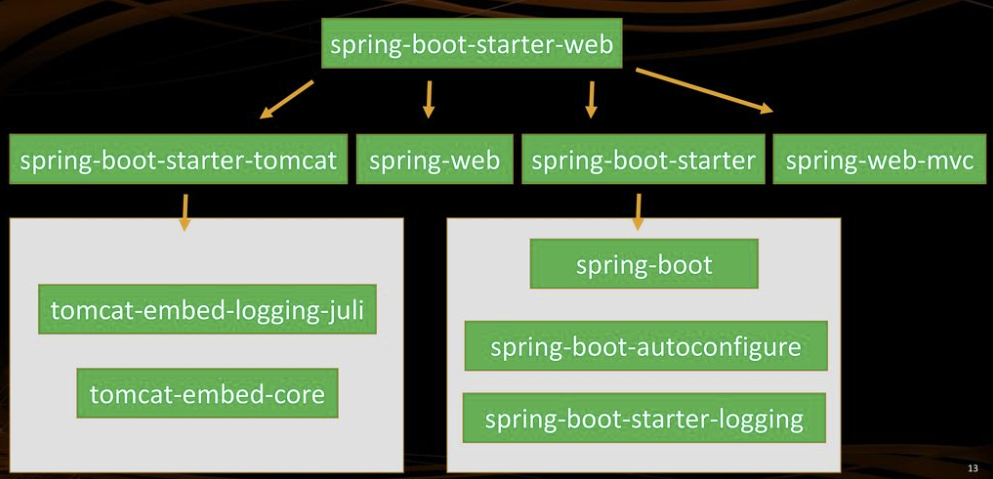 spring-boot-starter-web
spring-boot-starter-tomcat
spring-web
spring-boot-starter
spring-web-mvc
tomcat-embed-logging-juli
tomcat-embed-core
spring-boot
spring-boot-autoconfigure
spring-boot-starter-logging
13